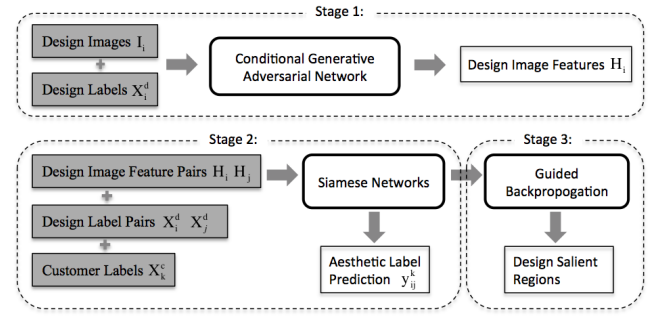 Stage 1:
Design Images I_i
+
Design Labels X_i^d
Conditional Generative
Adversarial Network
Design Image Features H_i
Stage 2:
Design Image Feature Pairs H_i H_j
+
Design Label Pairs X_i^d X_j^d
+
Customer Labels X_k^c
Siamese Networks
Aesthetic Label
Prediction y_ij^k
Stage 3:
Guided
Backpropogation
Design Salient
Regions